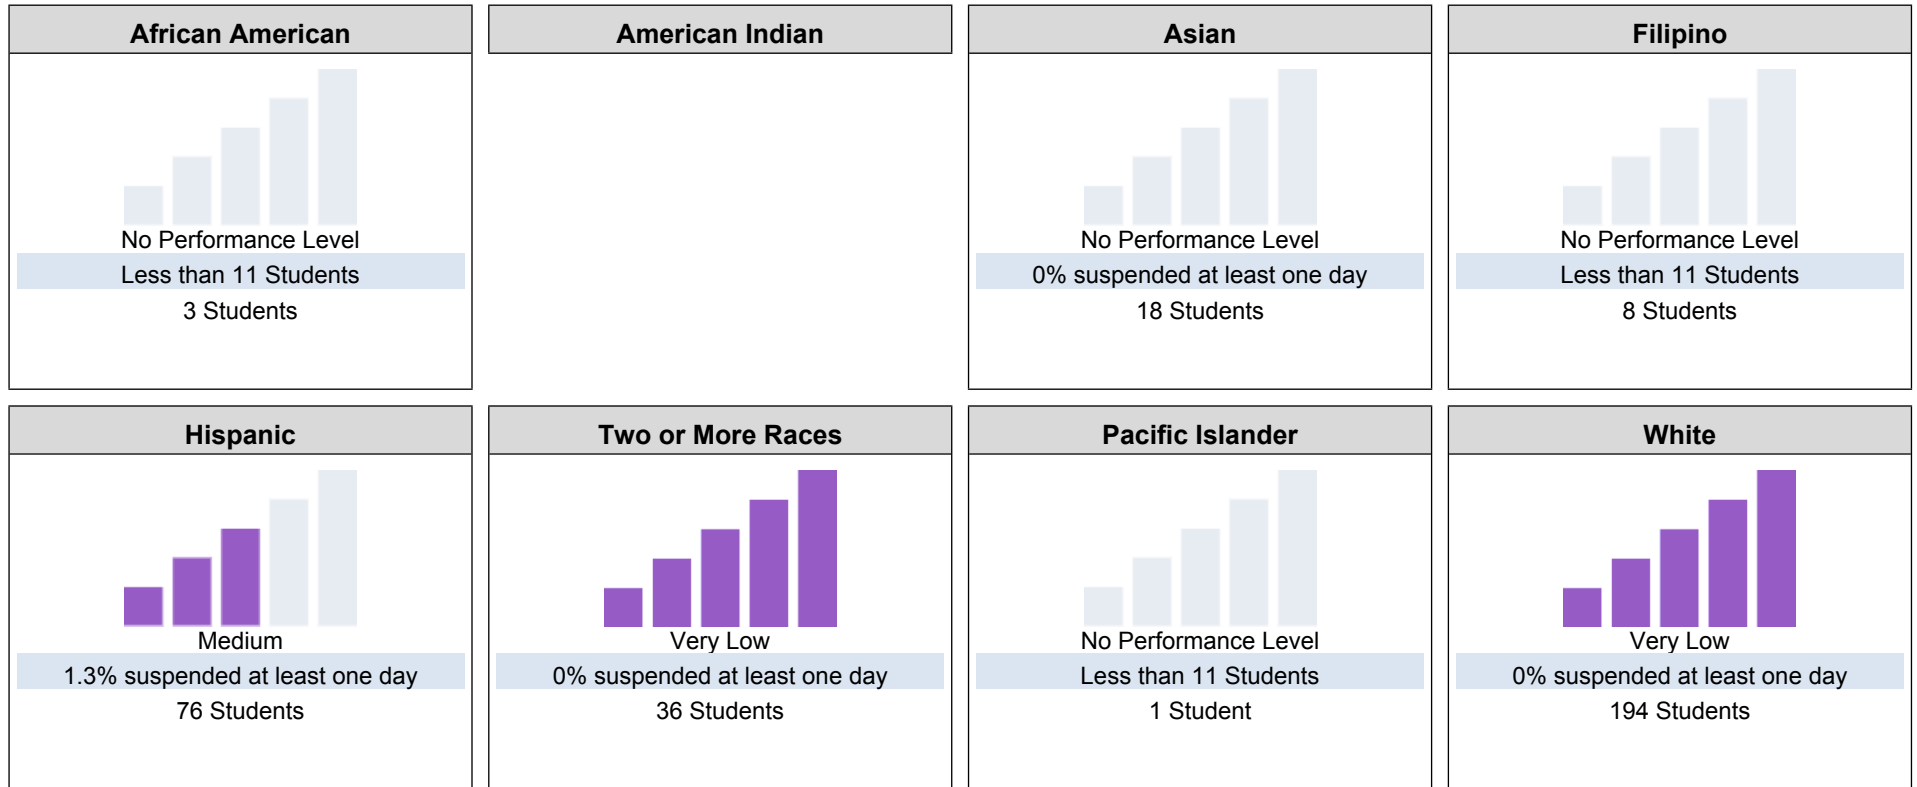 African American
No Performance Level
Less than 11 Students
3 Students
American Indian
Asian
No Performance Level
0% suspended at least one day
18 Students
Filipino
No Performance Level
Less than 11 Students
8 Students
Hispanic
Medium
1.3% suspended at least one day
76 Students
Two or More Races
Very Low
0% suspended at least one day
36 Students
Pacific Islander
No Performance Level
Less than 11 Students
1 Student
White
Very Low
0% suspended at least one day
194 Students